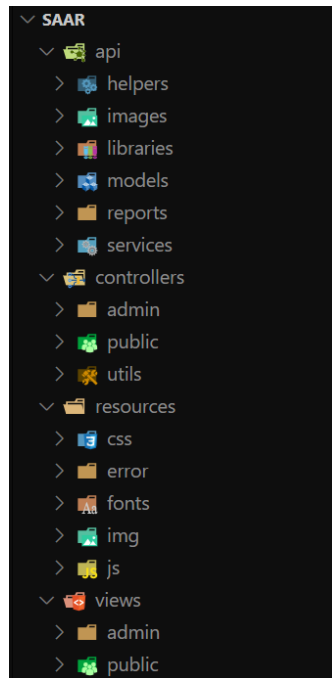 SAAR
api
helpers
images
libraries
models
reports
services
controllers
admin
public
utils
resources
css
error
fonts
img
js
views
admin
public